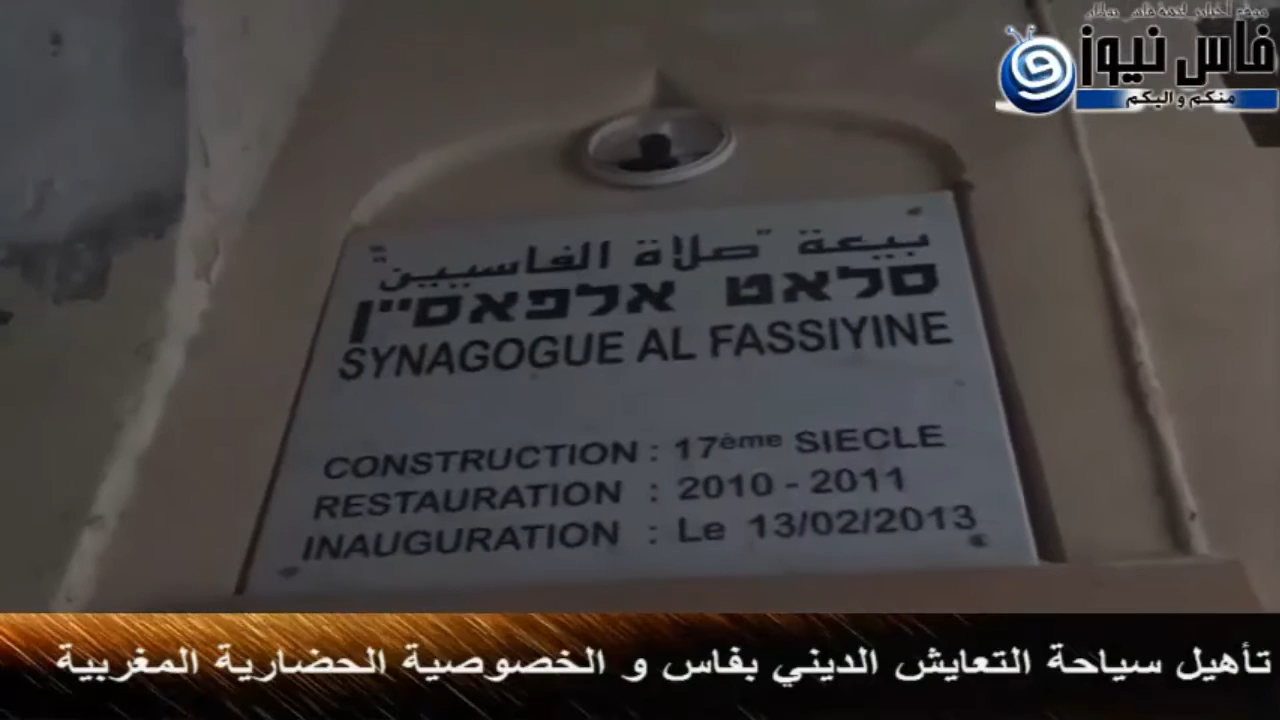 فاس نيوز
منكم و اليكم
بيعة "صلاة الفاسيين"
סלאט אלפאסיין
SYNAGOGUE AL FASSIYINE
CONSTRUCTION : 17ème SIECLE
RESTAURATION : 2010 - 2011
INAUGURATION : Le 13/02/2013
تأهيل سياحة التعايش الديني بفاس و الخصوصية الحضارية المغربية